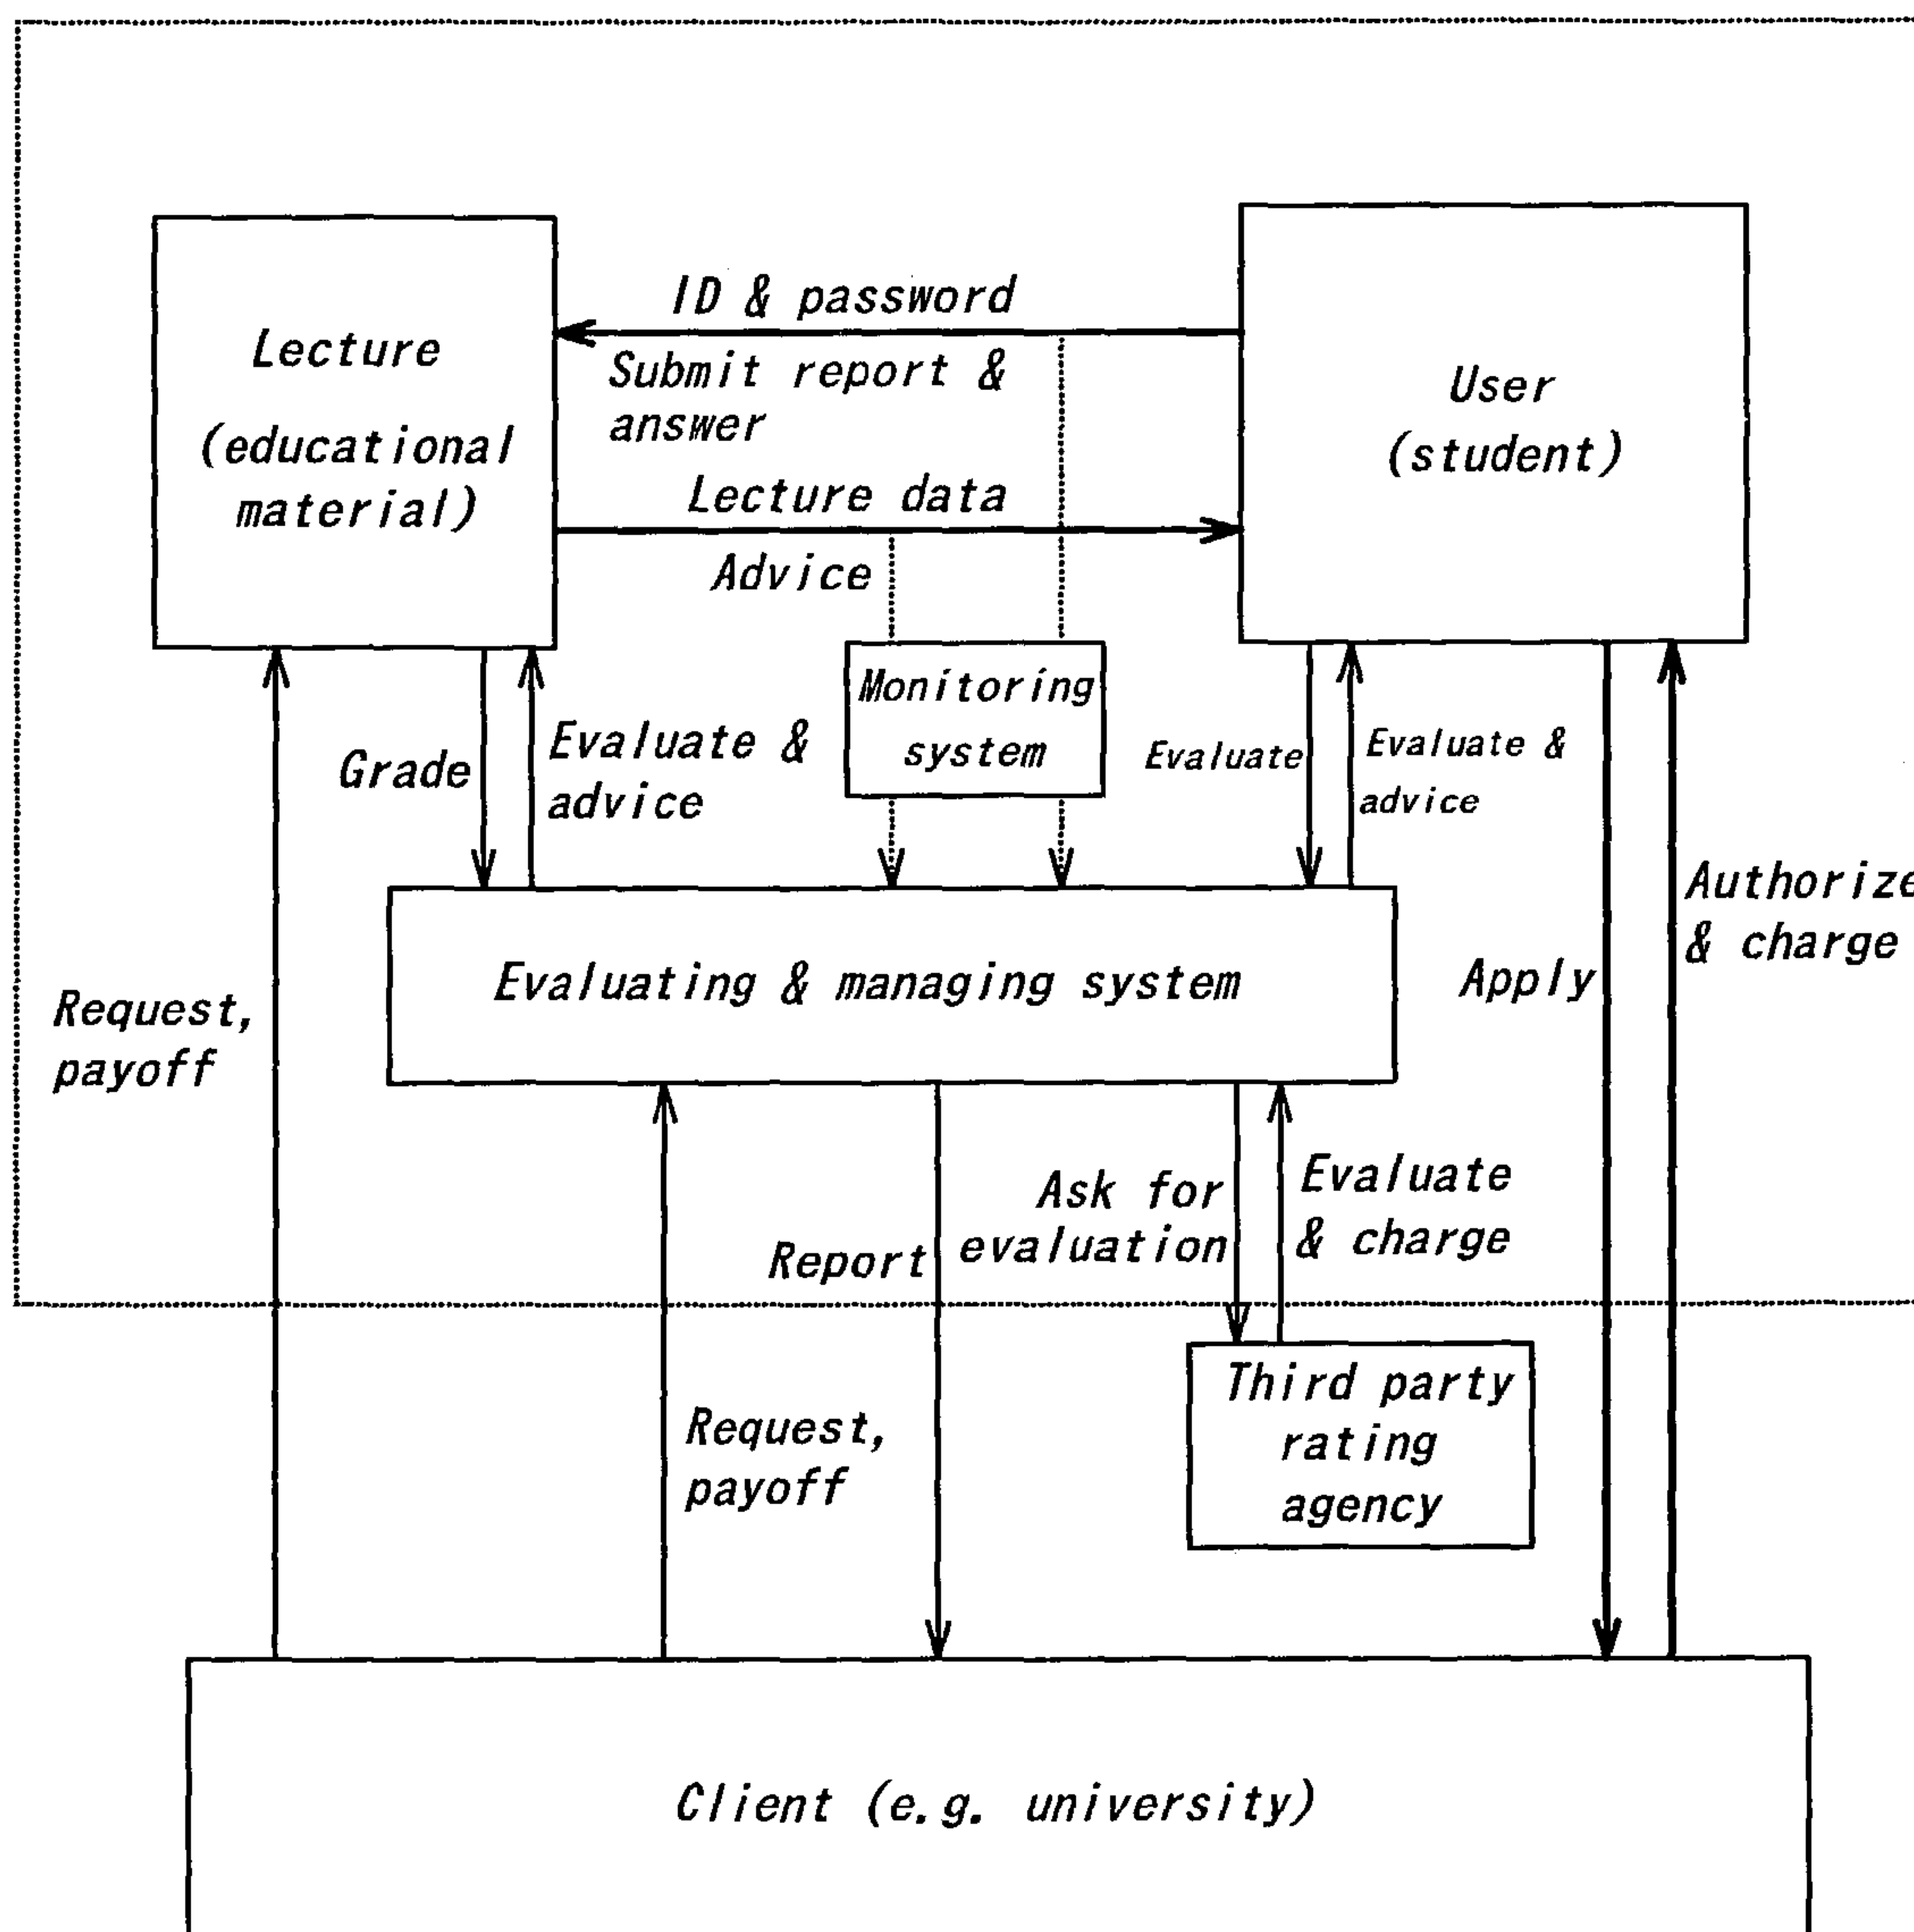 ID & password
Lecture
(educational
material)
Submit report &
answer
User
(student)
Lecture data
Advice
Monitoring
system
Grade
Evaluate &
advice
Evaluate
Evaluate &
advice
Authorize
& charge
Evaluating & managing system
Apply
Request,
payoff
Report
Ask for
evaluation
Evaluate
& charge
Third party
rating
agency
Request,
payoff
Client (e.g. university)